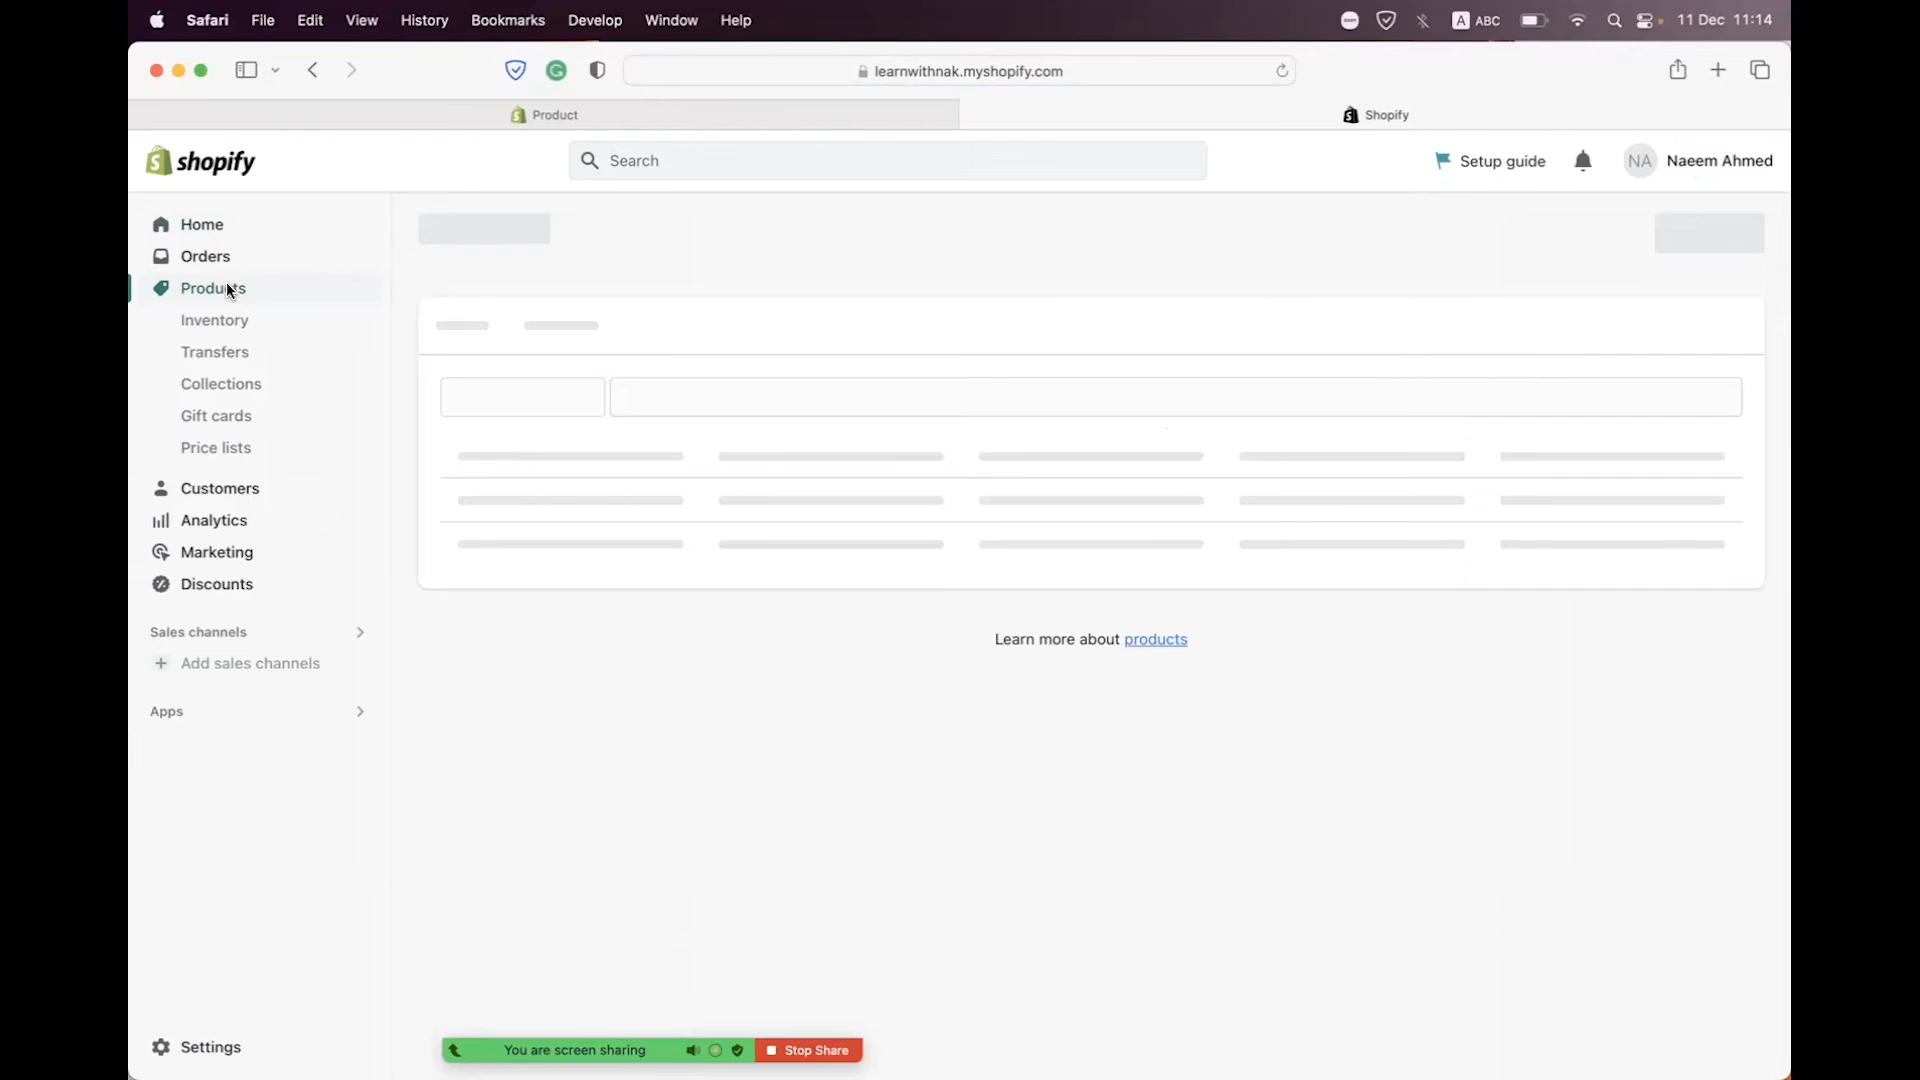 Safari File Edit View History Bookmarks Develop Window Help A ABC 11 Dec 11:14
learnwithnak.myshopify.com
Product Shopify
shopify Search Setup guide NA Naeem Ahmed
Home
Orders
Products
Inventory
Transfers
Collections
Gift cards
Price lists
Customers
Analytics
Marketing
Discounts
Sales channels
Add sales channels
Apps
Learn more about products
Settings
You are screen sharing Stop Share